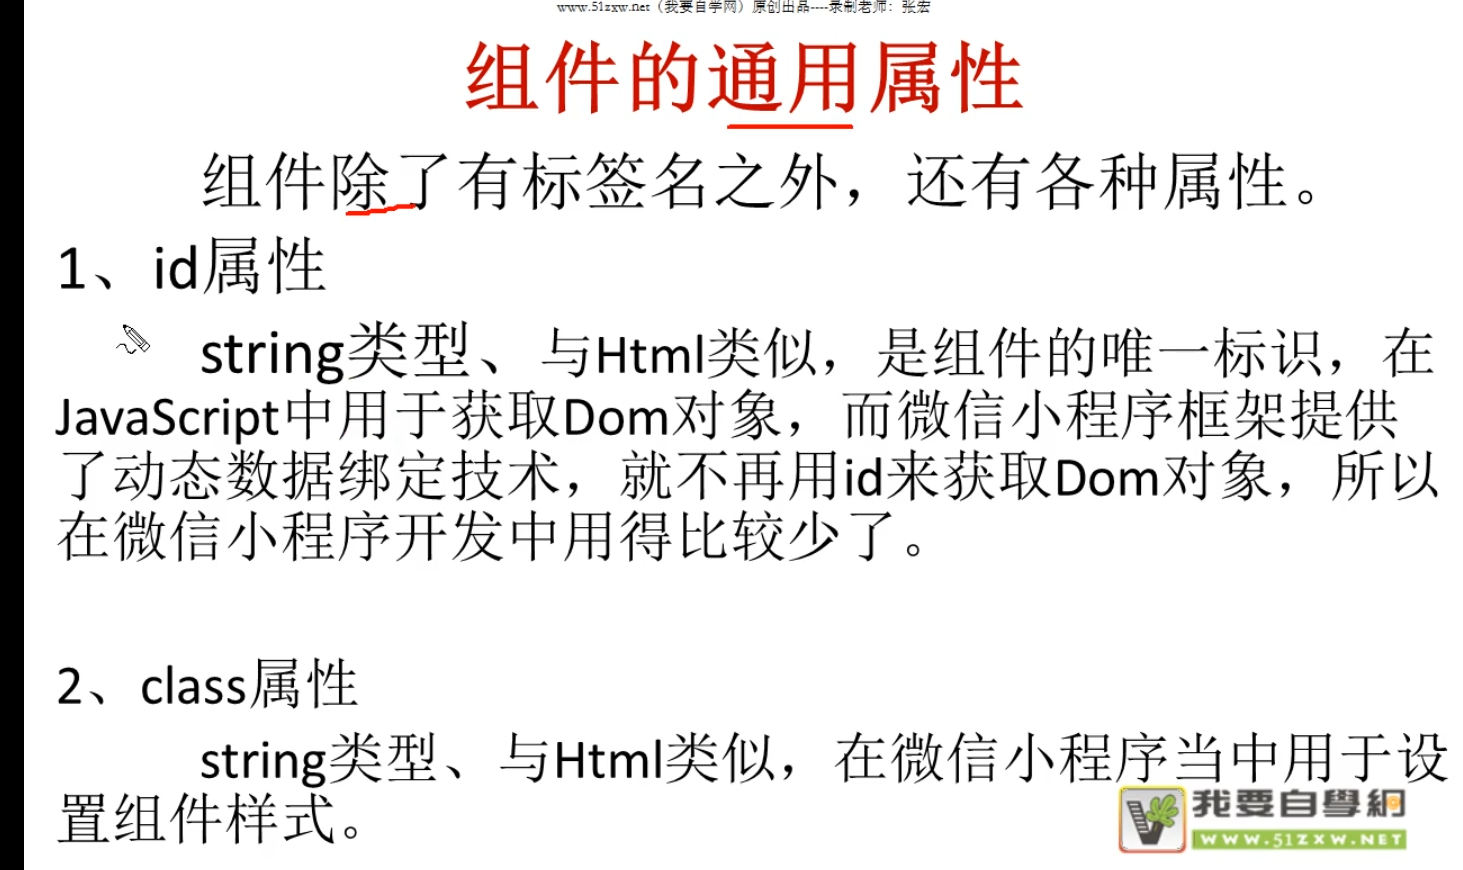 www.51zxw.net（我要自学网）原创出品----录制老师：张宏
组件的通用属性
组件除了有标签名之外，还有各种属性。
1、id属性
string类型、与Html类似，是组件的唯一标识，在
JavaScript中用于获取Dom对象，而微信小程序框架提供
了动态数据绑定技术，就不再用id来获取Dom对象，所以
在微信小程序开发中用得比较少了。
2、class属性
string类型、与Html类似，在微信小程序当中用于设
置组件样式。
我要自學網
WWW.51ZXW.NET